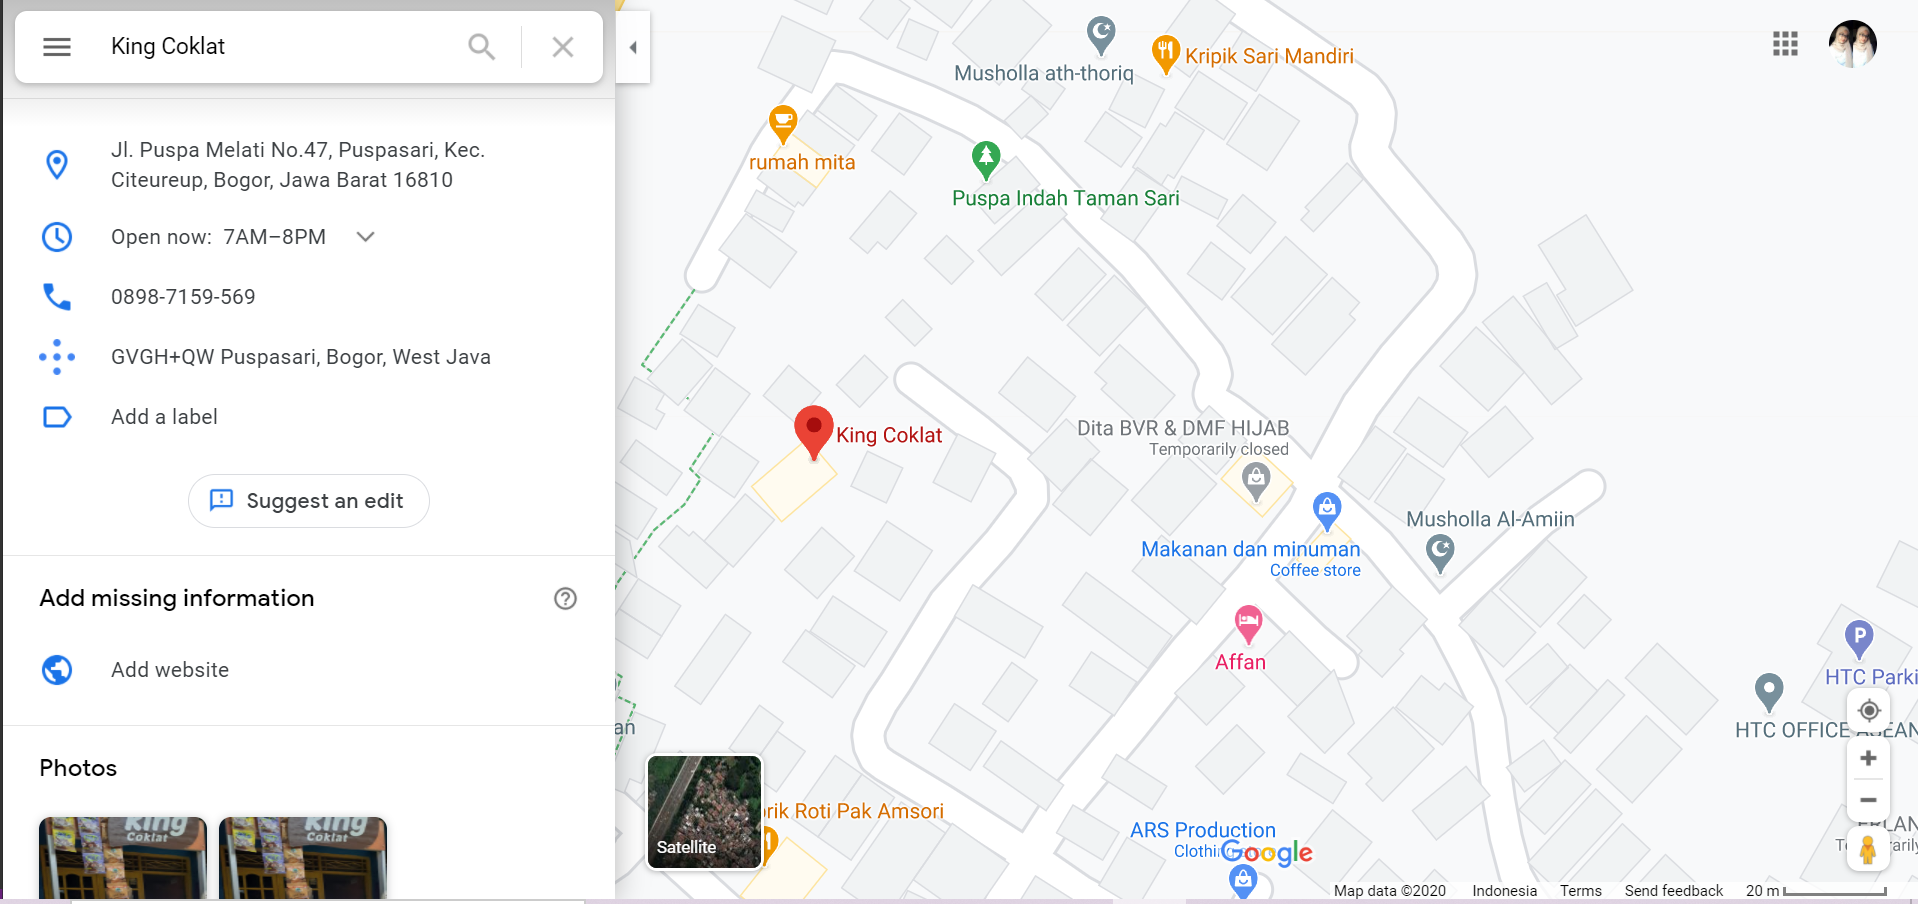 King Coklat
Jl. Puspa Melati No.47, Puspasari, Kec.
Citeureup, Bogor, Jawa Barat 16810
Open now: 7AM–8PM
0898-7159-569
GVGH+QW Puspasari, Bogor, West Java
Add a label
Suggest an edit
Add missing information
Add website
Photos
King
Coklat
King
Coklat
Musholla ath-thoriq
Kripik Sari Mandiri
rumah mita
Puspa Indah Taman Sari
King Coklat
Dita BVR & DMF HIJAB
Temporarily closed
Musholla Al-Amiin
Makanan dan minuman
Coffee store
Affan
HTC Parki
HTC OFFICE ASEAN
an
Satellite
rik Roti Pak Amsori
ARS Production
Clothing
Google
ERLAN
Map data ©2020 Indonesia Terms Send feedback 20 m